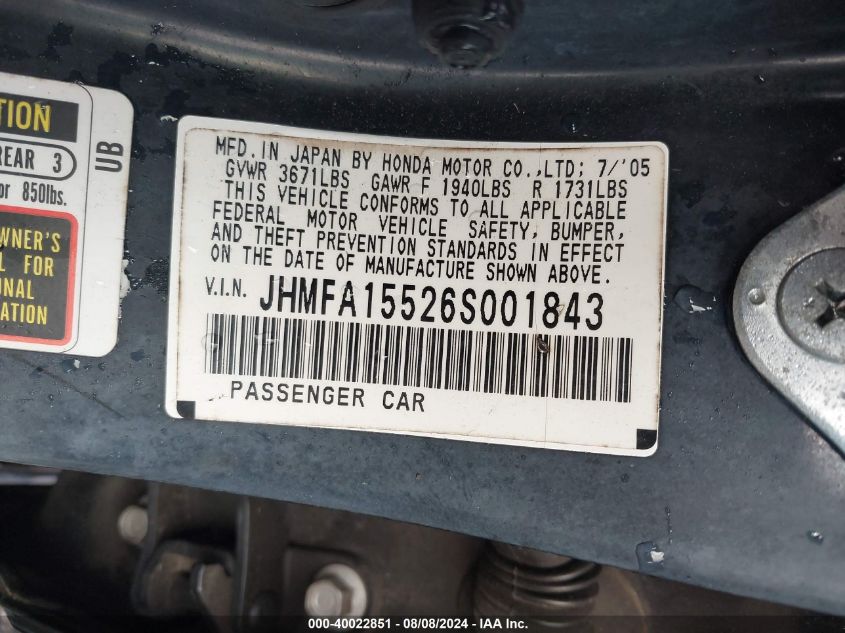 TION
REAR 3
or 850lbs.
WNER'S
L FOR
ONAL
ATION
UB
MFD. IN JAPAN BY HONDA MOTOR CO.,LTD; 7/'05
GVWR 3671LBS GAWR F 1940LBS R 1731LBS
THIS VEHICLE CONFORMS TO ALL APPLICABLE
FEDERAL MOTOR VEHICLE SAFETY, BUMPER,
AND THEFT PREVENTION STANDARDS IN EFFECT
ON THE DATE OF MANUFACTURE SHOWN ABOVE.
V.I.N. JHMFA15526S001843
PASSENGER CAR
000-40022851 - 08/08/2024 - IAA Inc.